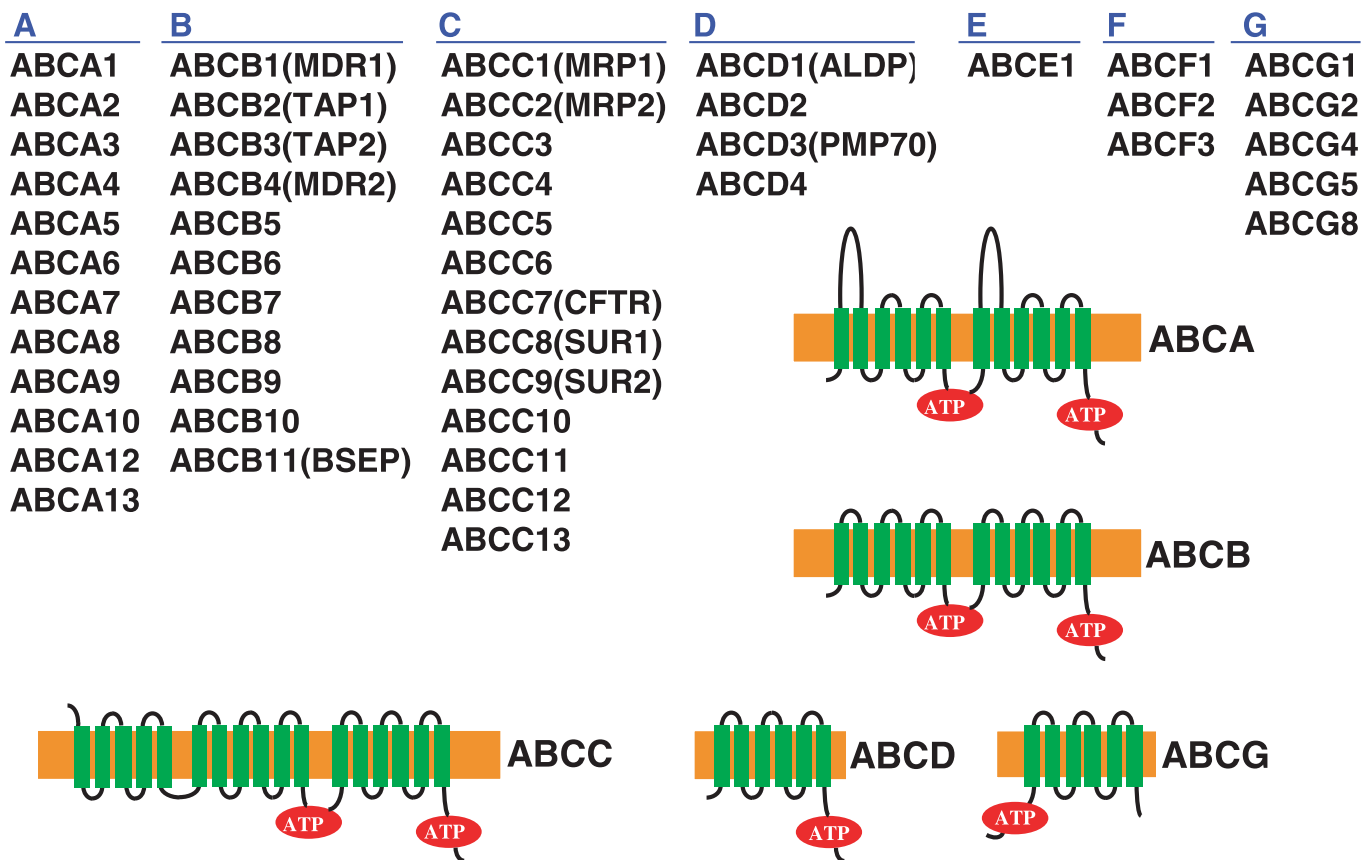 A B C D E F G
ABCA1 ABCB1(MDR1) ABCC1(MRP1) ABCD1(ALDP) ABCE1 ABCF1 ABCG1
ABCA2 ABCB2(TAP1) ABCC2(MRP2) ABCD2 ABCF2 ABCG2
ABCA3 ABCB3(TAP2) ABCC3 ABCD3(PMP70) ABCF3 ABCG4
ABCA4 ABCB4(MDR2) ABCC4 ABCD4 ABCG5
ABCA5 ABCB5 ABCC5 ABCG8
ABCA6 ABCB6 ABCC6
ABCA7 ABCB7 ABCC7(CFTR)
ABCA8 ABCB8 ABCC8(SUR1) ABCA
ABCA9 ABCB9 ABCC9(SUR2)
ATP ATP
ABCA10 ABCB10 ABCC10
ABCA12 ABCB11(BSEP) ABCC11
ABCA13 ABCC12
ABCC13
ABCB
ATP ATP
ABCC ABCD ABCG
ATP ATP ATP ATP